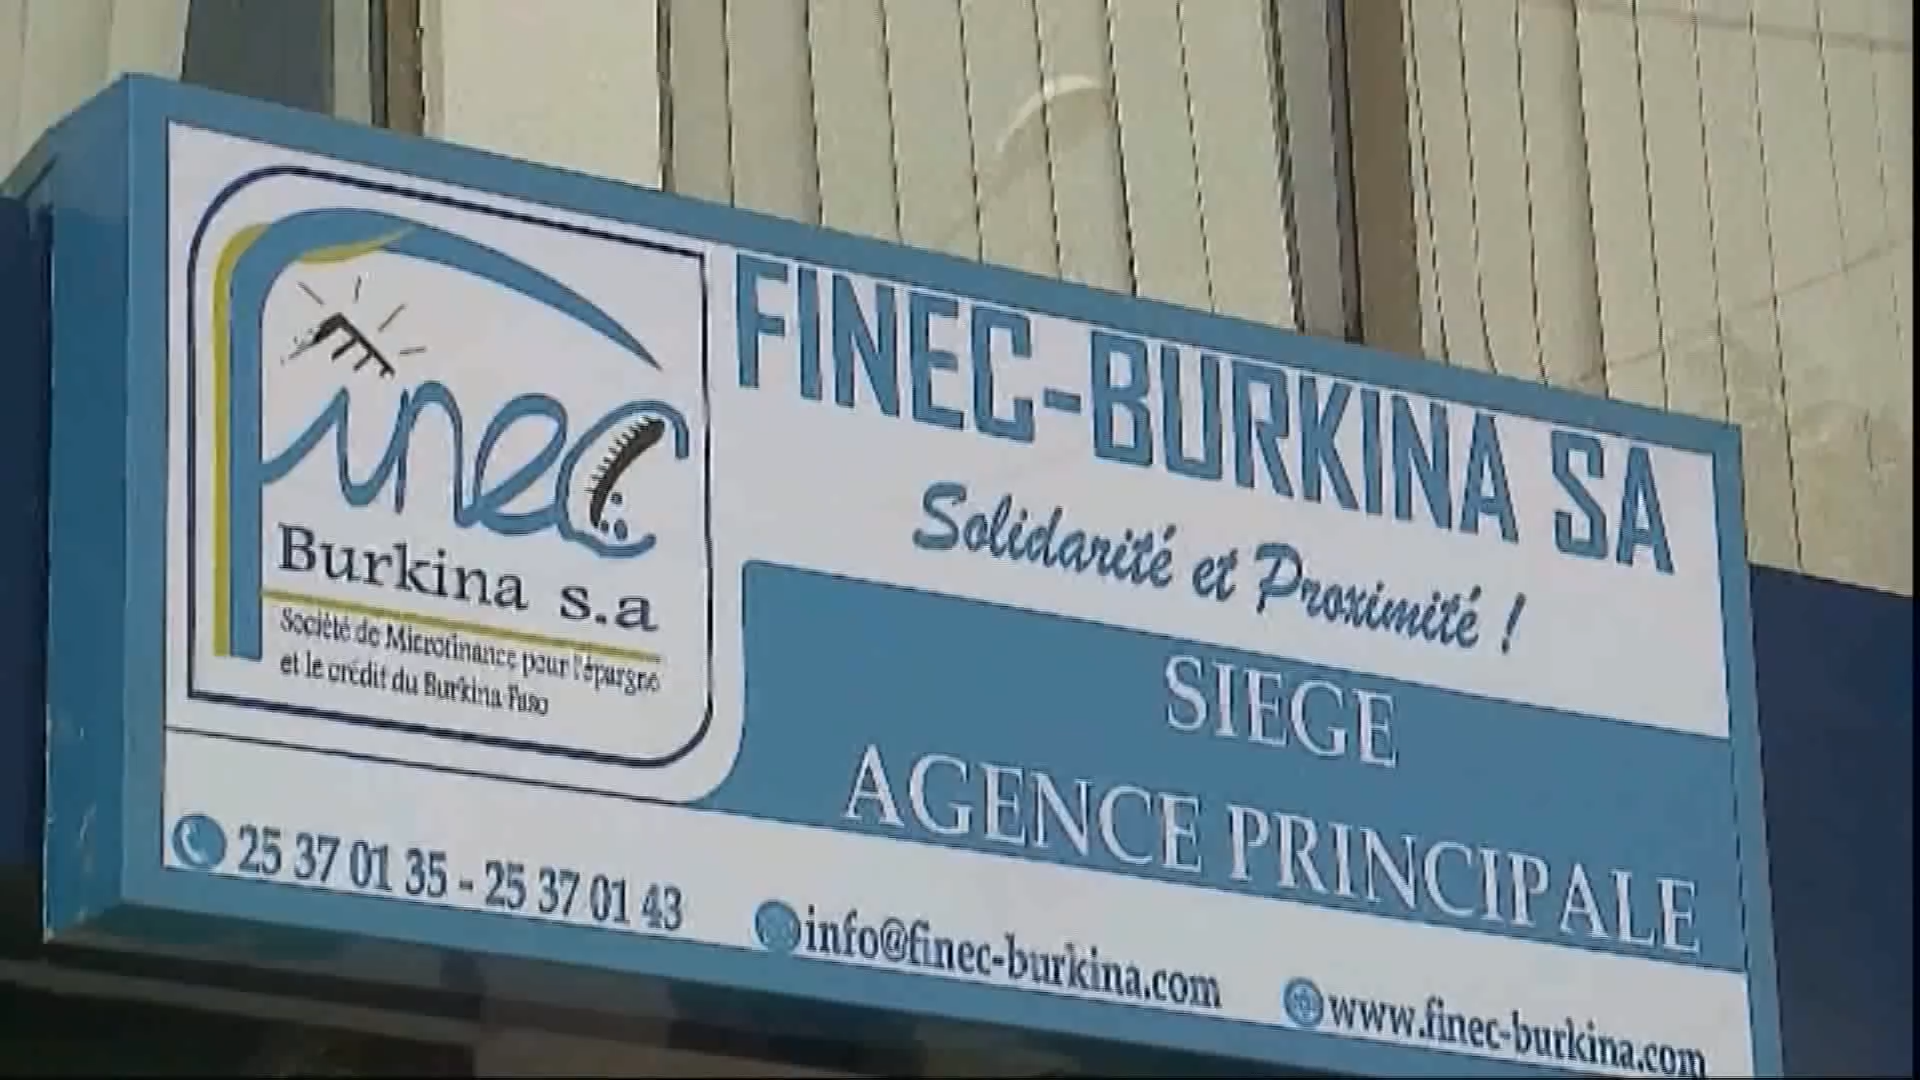 Finec
Burkina s.a
Société de Microfinance pour l'épargne
et le crédit du Burkina Faso
FINEC-BURKINA SA
Solidarité et Proximité !
SIEGE
AGENCE PRINCIPALE
25 37 01 35 - 25 37 01 43
info@finec-burkina.com
www.finec-burkina.com